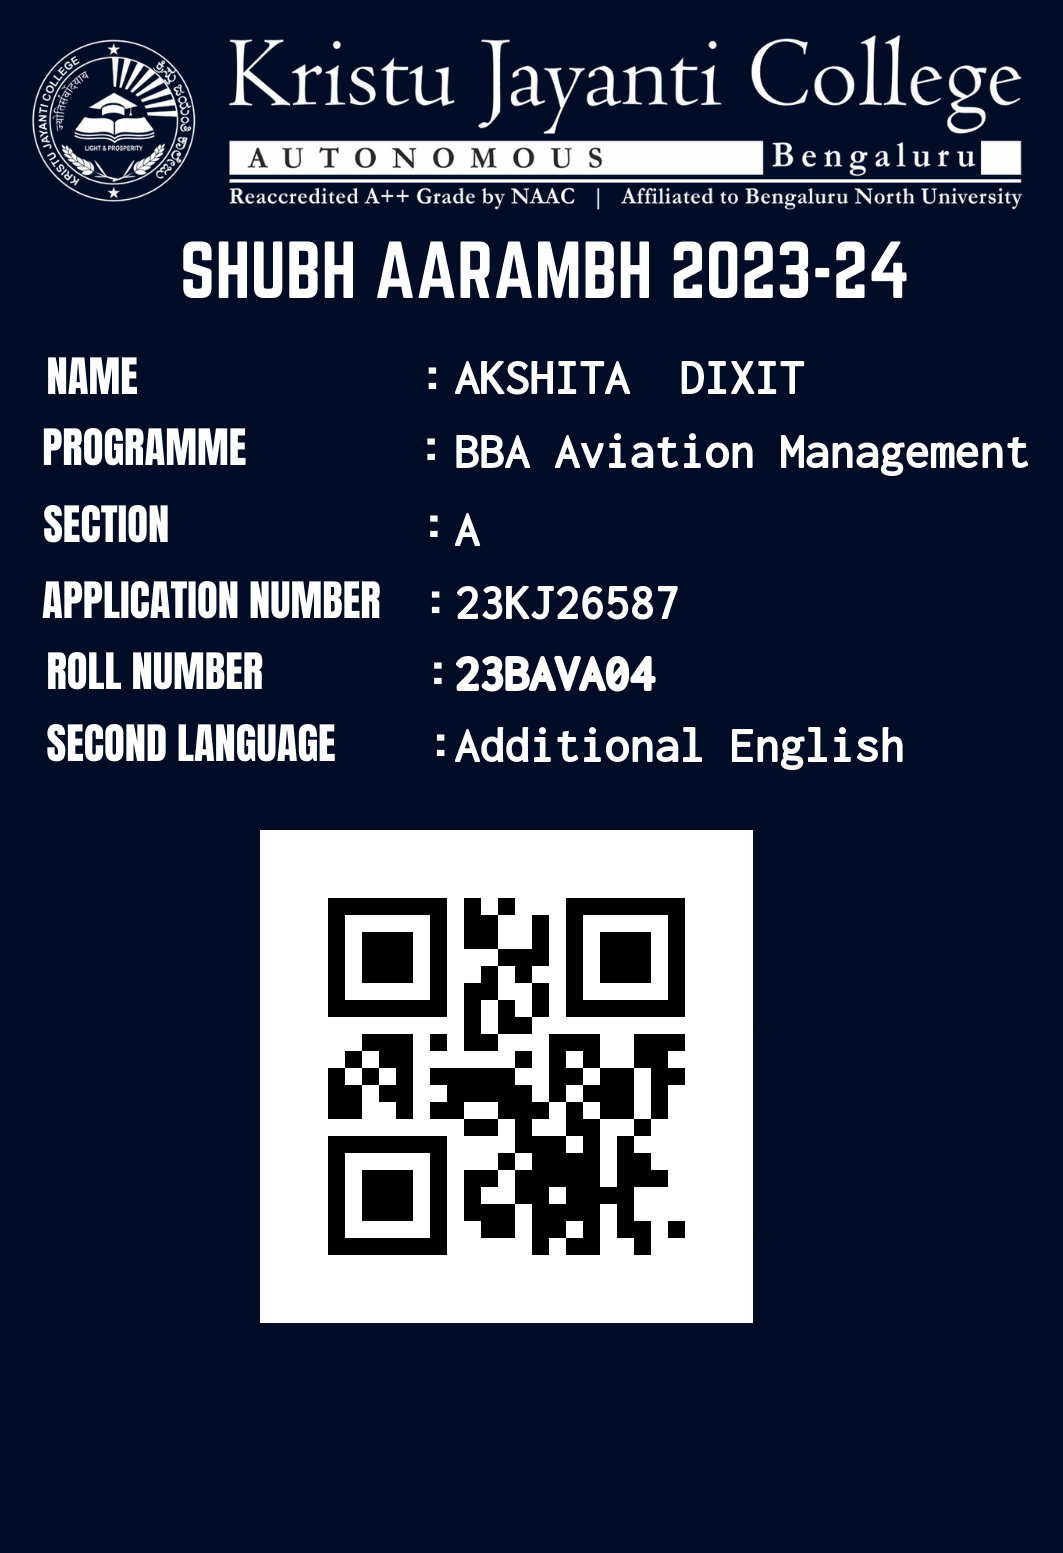 KRISTU JAYANTI COLLEGE
ज्योतिर्समृद्धिश्च
LIGHT & PROSPERITY
Kristu Jayanti College
AUTONOMOUS Bengaluru
Reaccredited A++ Grade by NAAC | Affiliated to Bengaluru North University
SHUBH AARAMBH 2023-24
NAME : AKSHITA DIXIT
PROGRAMME : BBA Aviation Management
SECTION : A
APPLICATION NUMBER : 23KJ26587
ROLL NUMBER : 23BAVA04
SECOND LANGUAGE : Additional English